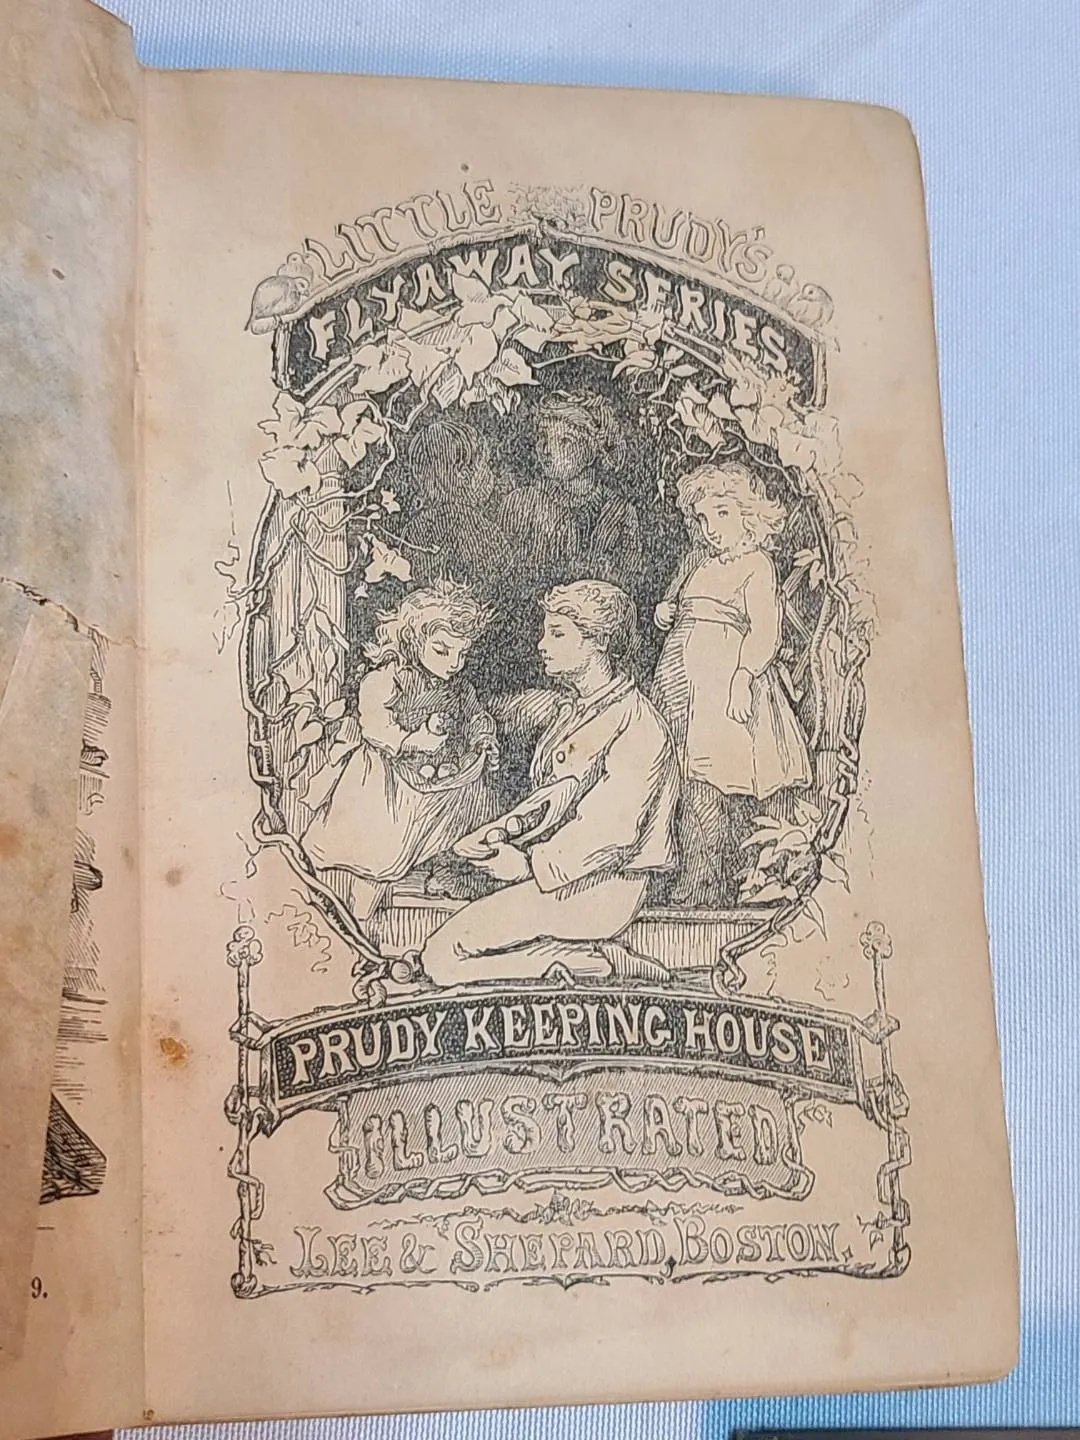 LITTLE PRUDY'S
FLYAWAY SERIES
PRUDY KEEPING HOUSE
ILLUSTRATED
LEE & SHEPARD, BOSTON.
9.